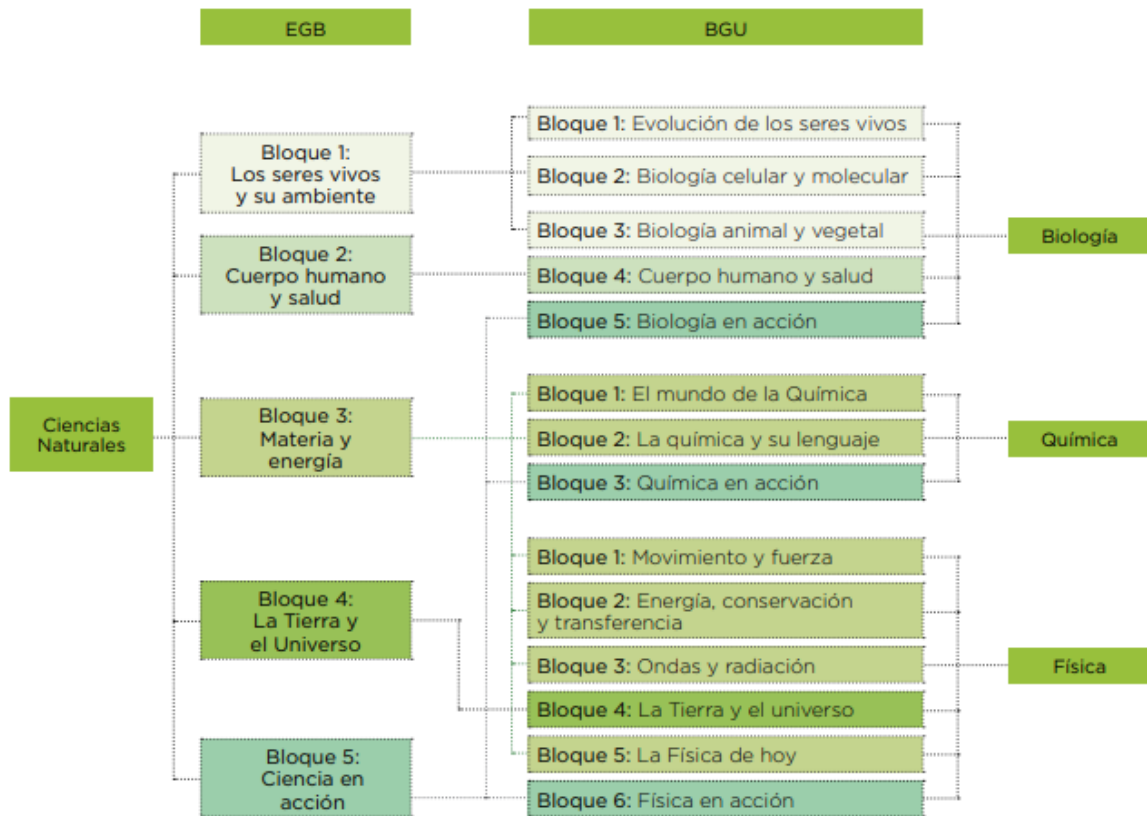 EGB
BGU
Ciencias
Naturales
Bloque 1:
Los seres vivos
y su ambiente
Bloque 2:
Cuerpo humano
y salud
Bloque 3:
Materia y
energía
Bloque 4:
La Tierra y
el Universo
Bloque 5:
Ciencia en
acción
Bloque 1: Evolución de los seres vivos
Bloque 2: Biología celular y molecular
Bloque 3: Biología animal y vegetal
Bloque 4: Cuerpo humano y salud
Bloque 5: Biología en acción
Biología
Bloque 1: El mundo de la Química
Bloque 2: La química y su lenguaje
Bloque 3: Química en acción
Química
Bloque 1: Movimiento y fuerza
Bloque 2: Energía, conservación
y transferencia
Bloque 3: Ondas y radiación
Bloque 4: La Tierra y el universo
Bloque 5: La Física de hoy
Bloque 6: Física en acción
Física